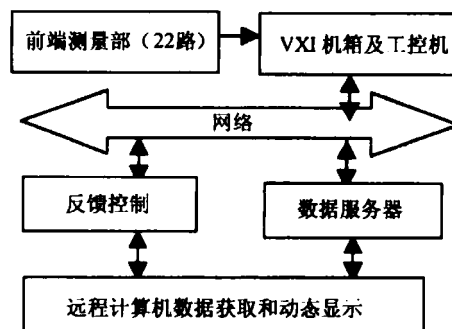 前端测量部（22路）
VXI 机箱及工控机
网络
反馈控制
数据服务器
远程计算机数据获取和动态显示